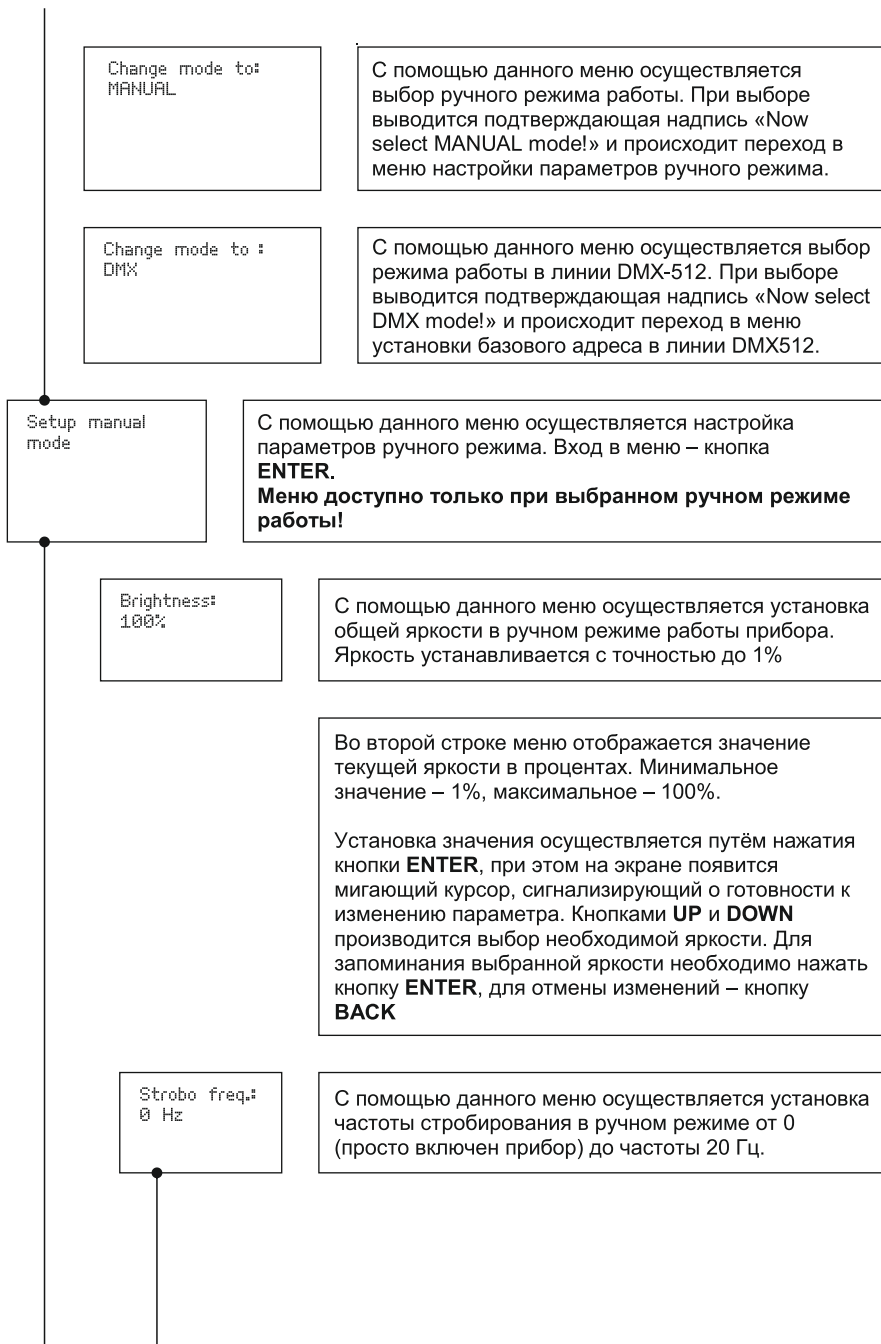 Change mode to:
MANUAL
С помощью данного меню осуществляется
выбор ручного режима работы. При выборе
выводится подтверждающая надпись «Now
select MANUAL mode!» и происходит переход в
меню настройки параметров ручного режима.
Change mode to :
DMX
С помощью данного меню осуществляется выбор
режима работы в линии DMX-512. При выборе
выводится подтверждающая надпись «Now select
DMX mode!» и происходит переход в меню
установки базового адреса в линии DMX512.
Setup manual
mode
С помощью данного меню осуществляется настройка
параметров ручного режима. Вход в меню – кнопка
ENTER.
Меню доступно только при выбранном ручном режиме
работы!
Brightness:
100%
С помощью данного меню осуществляется установка
общей яркости в ручном режиме работы прибора.
Яркость устанавливается с точностью до 1%
Во второй строке меню отображается значение
текущей яркости в процентах. Минимальное
значение – 1%, максимальное – 100%.
Установка значения осуществляется путём нажатия
кнопки ENTER, при этом на экране появится
мигающий курсор, сигнализирующий о готовности к
изменению параметра. Кнопками UP и DOWN
производится выбор необходимой яркости. Для
запоминания выбранной яркости необходимо нажать
кнопку ENTER, для отмены изменений – кнопку
BACK
Strobo freq.:
0 Hz
С помощью данного меню осуществляется установка
частоты стробирования в ручном режиме от 0
(просто включен прибор) до частоты 20 Гц.